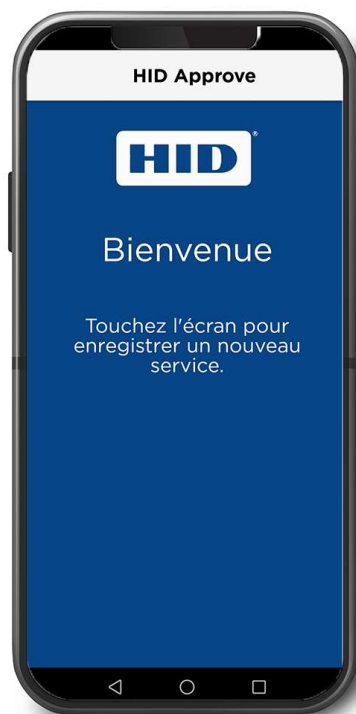 HID Approve
HID®
Bienvenue
Touchez l'écran pour
enregistrer un nouveau
service.